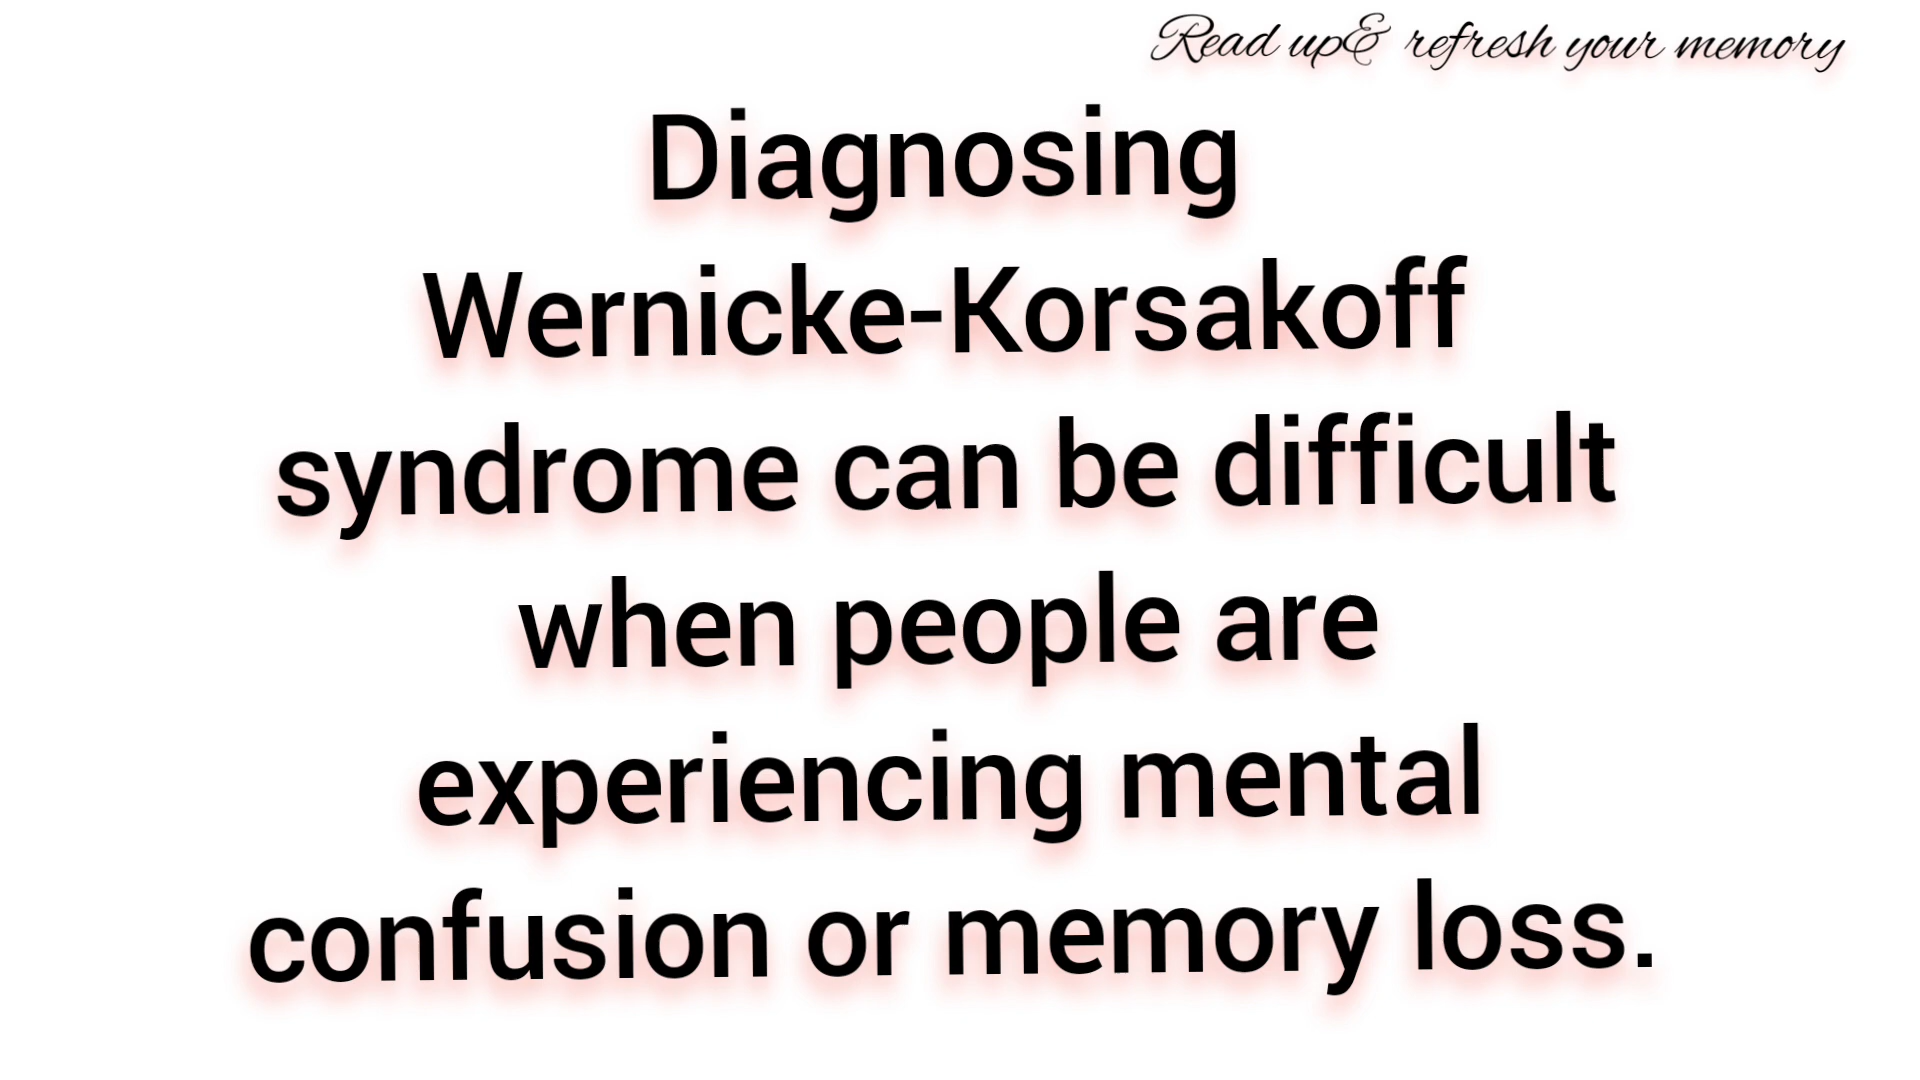 Read up& refresh your memory
Diagnosing
Wernicke-Korsakoff
syndrome can be difficult
when people are
experiencing mental
confusion or memory loss.